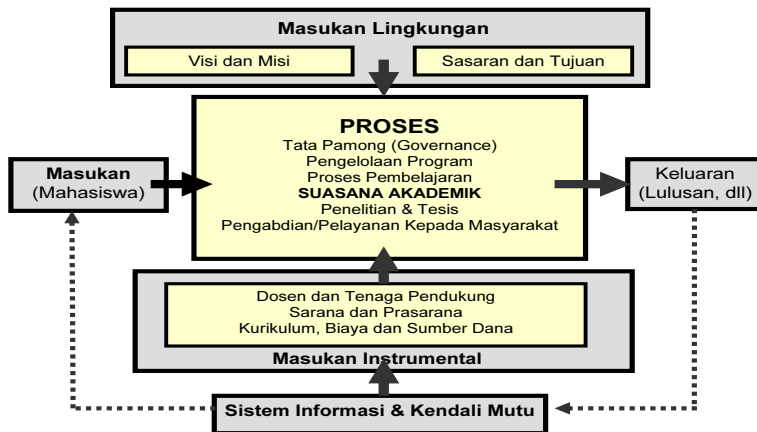 Masukan Lingkungan
Visi dan Misi
Sasaran dan Tujuan
PROSES
Tata Pamong (Governance)
Pengelolaan Program
Proses Pembelajaran
SUASANA AKADEMIK
Penelitian & Tesis
Pengabdian/Pelayanan Kepada Masyarakat
Masukan
(Mahasiswa)
Keluaran
(Lulusan, dll)
Dosen dan Tenaga Pendukung
Sarana dan Prasarana
Kurikulum, Biaya dan Sumber Dana
Masukan Instrumental
Sistem Informasi & Kendali Mutu